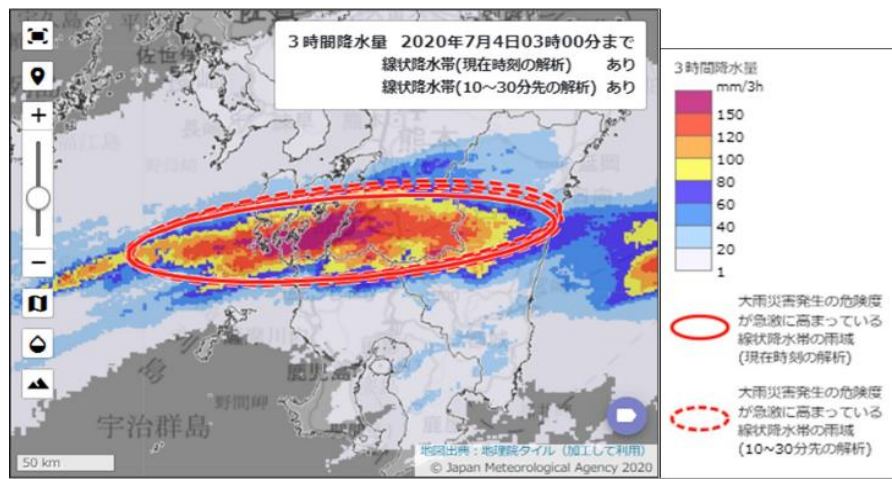 3時間降水量 2020年7月4日03時00分まで
線状降水帯(現在時刻の解析) あり
線状降水帯(10～30分先の解析) あり
佐世保
熊本
延岡
鹿児島
野間岬
宇治群島
+
−
50 km
地図出典：地理院タイル（加工して利用）
© Japan Meteorological Agency 2020
3時間降水量
mm/3h
150
120
100
80
60
40
20
1
大雨災害発生の危険度
が急激に高まっている
線状降水帯の雨域
(現在時刻の解析)
大雨災害発生の危険度
が急激に高まっている
線状降水帯の雨域
(10~30分先の解析)